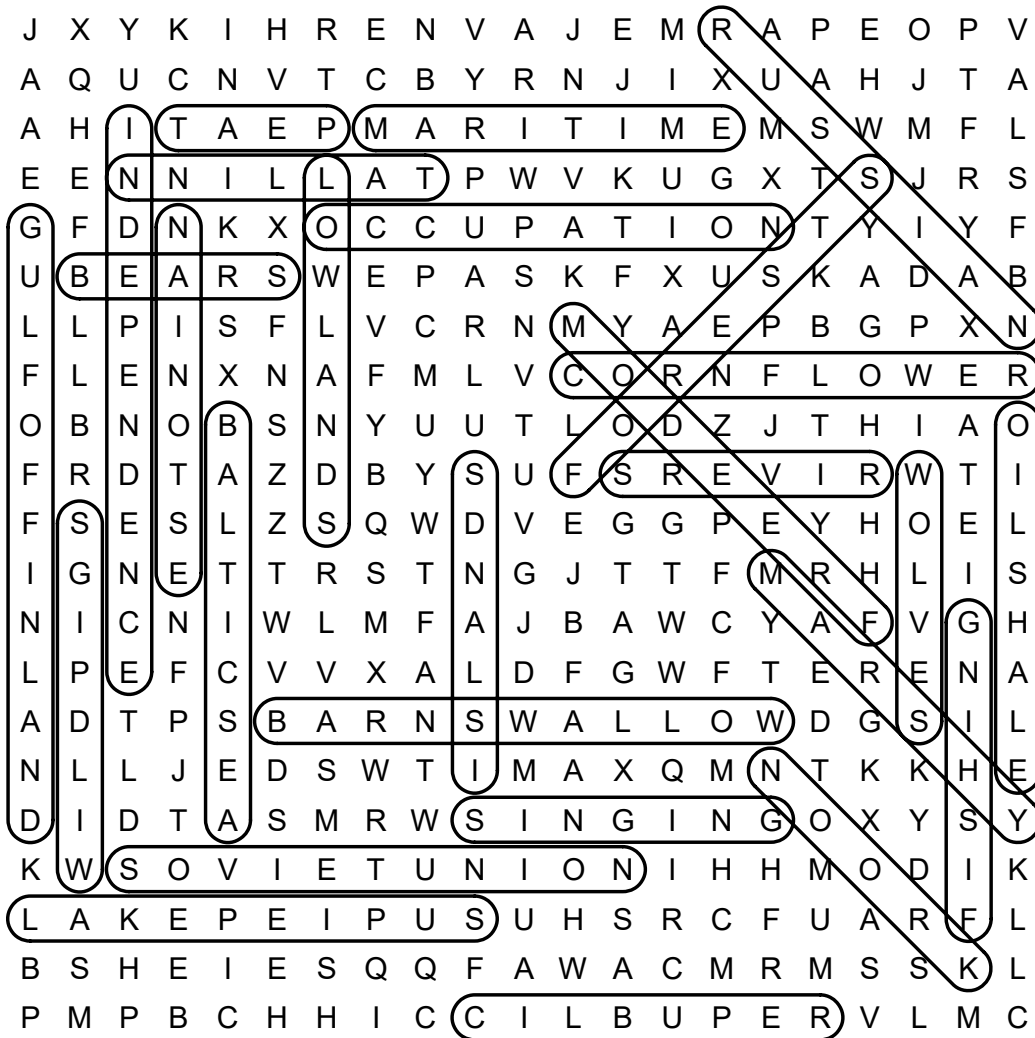 J X Y K I H R E N V A J E M R A P E O P V
A Q U C N V T C B Y R N J I X U A H J T A
A H I T A E P M A R I T I M E M S W M F L
E E N N I L L A T P W V K U G X T S J R S
G F D N K X O C C U P A T I O N T Y I Y F
U B E A R S W E P A S K F X U S K A D A B
L L P I S F L V C R N M Y A E P B G P X N
F L E N X N A F M L V C O R N F L O W E R
O B N O B S N Y U U T L O D Z J T H I A O
F R D T A Z D B Y S U F S R E V I R W T I
F S E S L Z S Q W D V E G G P E Y H O E L
I G N E T T R S T N G J T T F M R H L I S
N I C N I W L M F A J B A W C Y A F V G H
L P E F C V V X A L D F G W F T E R E N A
A D T P S B A R N S W A L L O W D G S I L
N L L J E D S W T I M A X Q M N T K K H E
D I D T A S M R W S I N G I N G O X Y S Y
K W S O V I E T U N I O N I H H M O D I K
L A K E P E I P U S U H S R C F U A R F L
B S H E I E S Q Q F A W A C M R M S S K L
P M P B C H H I C C I L B U P E R V L M C